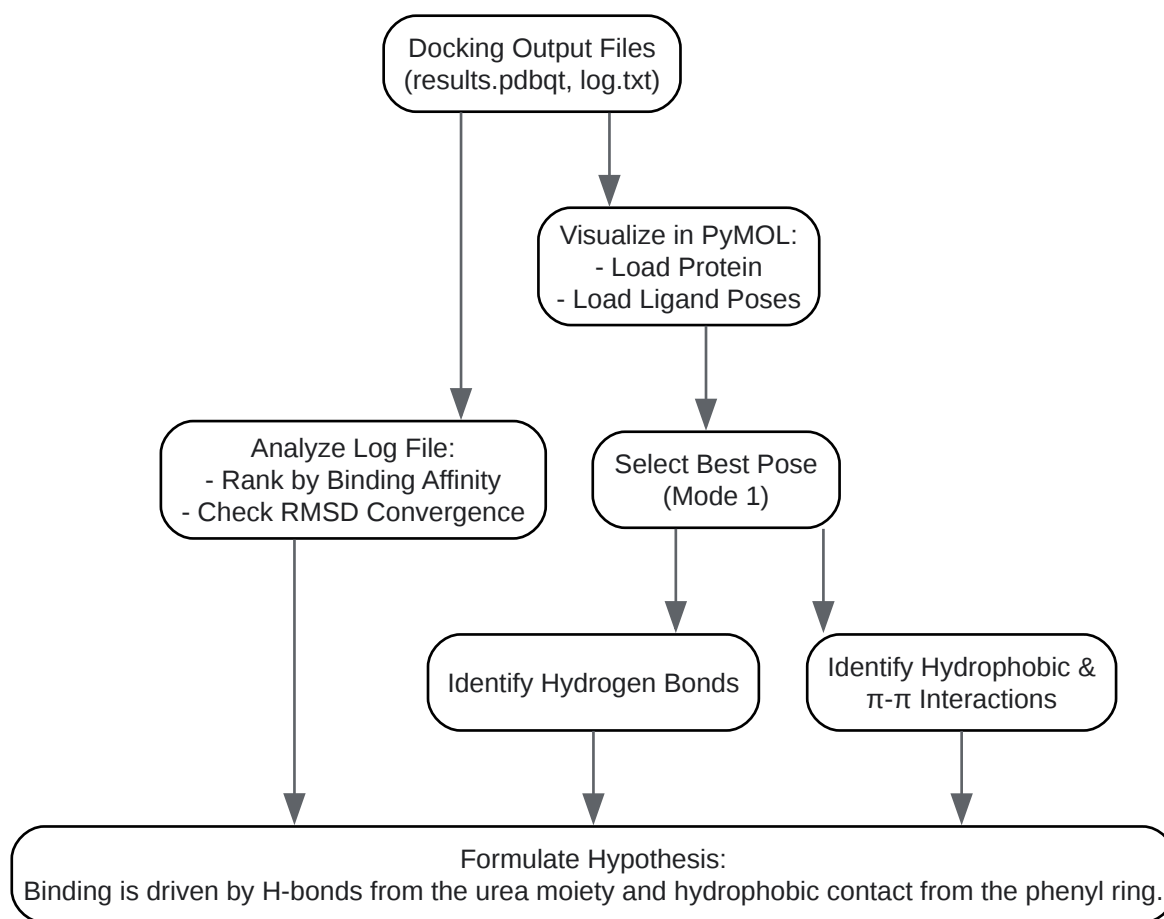 Docking Output Files
(results.pdbqt, log.txt)
Visualize in PyMOL:
- Load Protein
- Load Ligand Poses
Analyze Log File:
- Rank by Binding Affinity
- Check RMSD Convergence
Select Best Pose
(Mode 1)
Identify Hydrogen Bonds
Identify Hydrophobic &
π-π Interactions
Formulate Hypothesis:
Binding is driven by H-bonds from the urea moiety and hydrophobic contact from the phenyl ring.